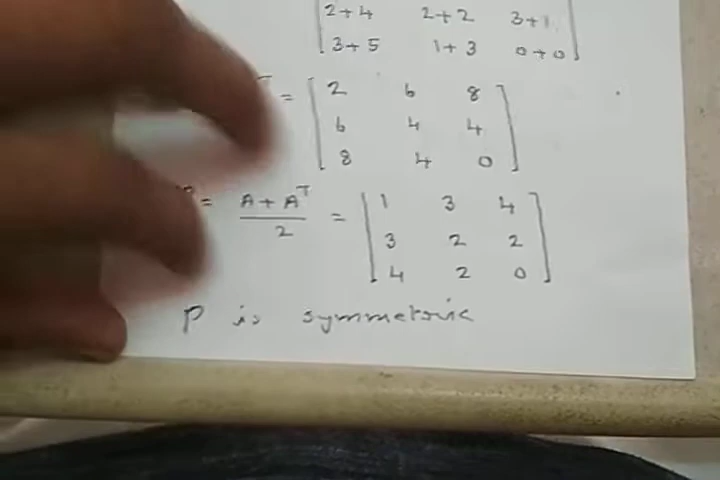 2+4 2+2 3+1
3+5 1+3 0+0
T = [ 2 6 8
6 4 4
8 4 0 ]
= A + A^T / 2 = [ 1 3 4
3 2 2
4 2 0 ]
P is symmetric